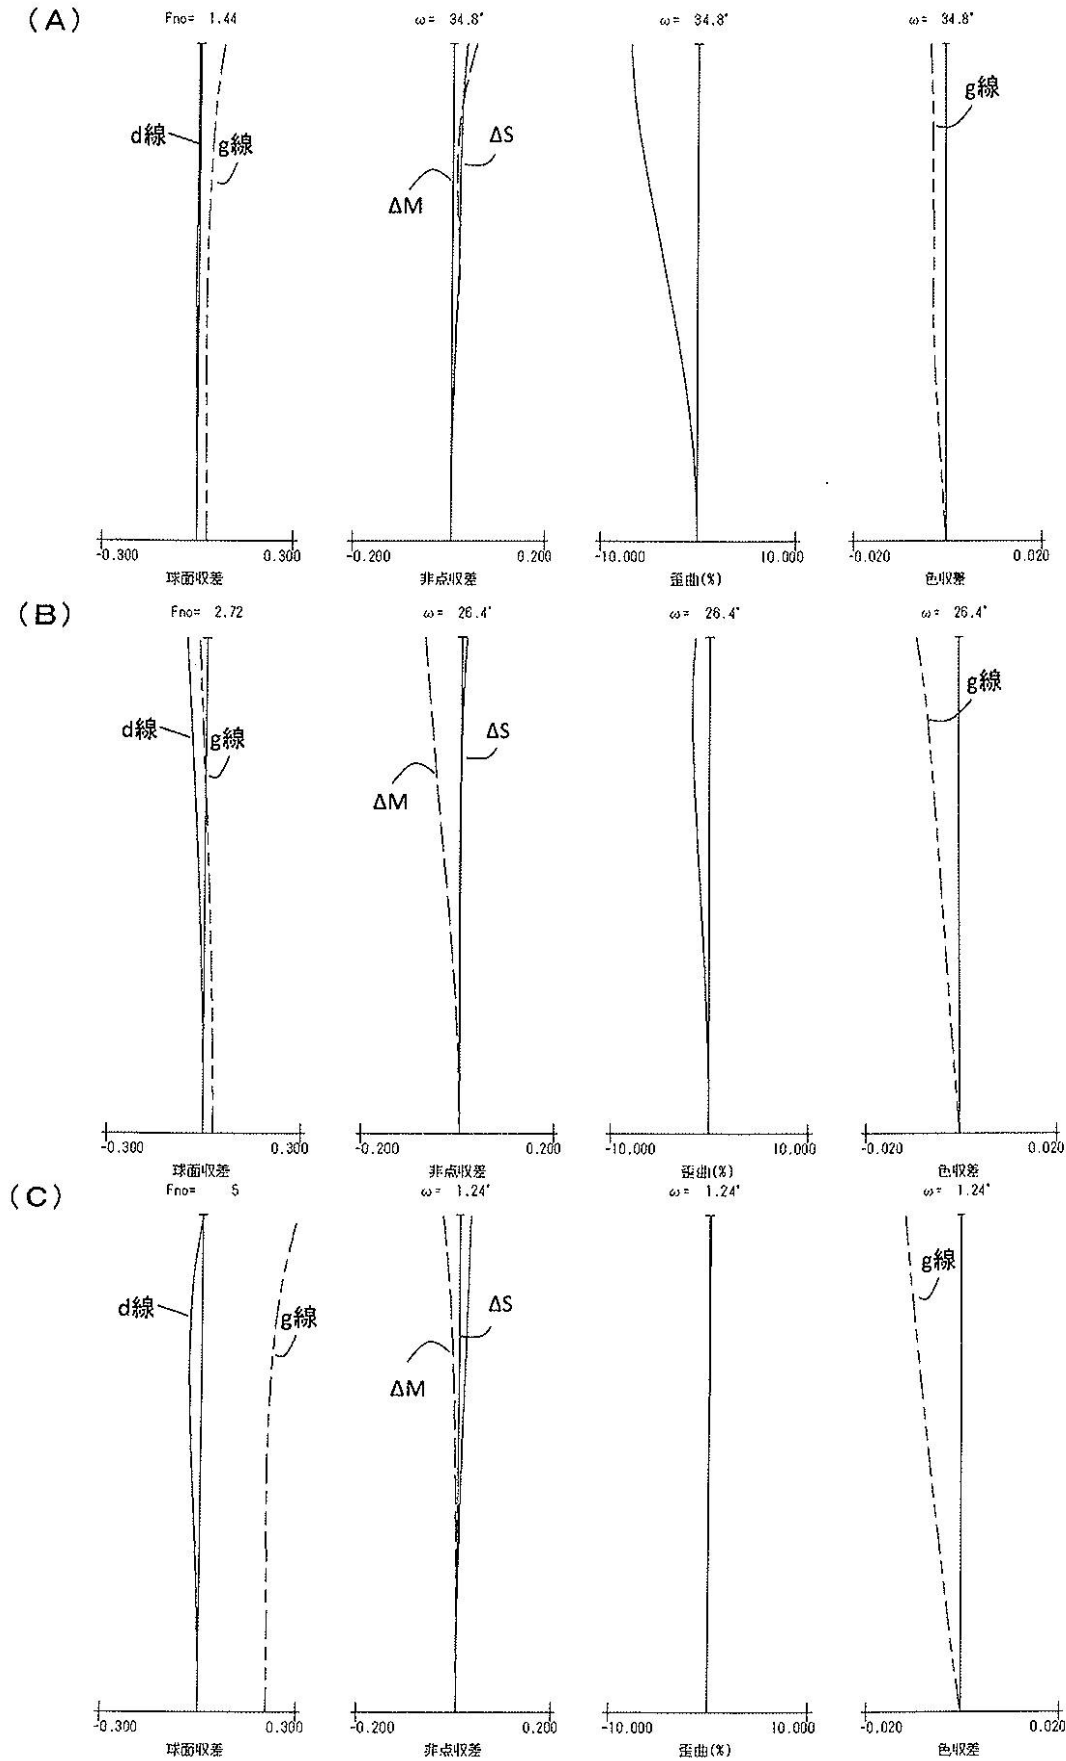 (A)
Fno= 1.44
ω= 34.8°
ω= 34.8°
ω= 34.8°
d線
g線
ΔM
ΔS
g線
-0.300 0.300
-0.200 0.200
-10.000 10.000
-0.020 0.020
球面収差
非点収差
歪曲(%)
色収差
(B)
Fno= 2.72
ω= 26.4°
ω= 26.4°
ω= 26.4°
d線
g線
ΔM
ΔS
g線
-0.300 0.300
-0.200 0.200
-10.000 10.000
-0.020 0.020
球面収差
非点収差
歪曲(%)
色収差
(C)
Fno= 5
ω= 1.24°
ω= 1.24°
ω= 1.24°
d線
g線
ΔM
ΔS
g線
-0.300 0.300
-0.200 0.200
-10.000 10.000
-0.020 0.020
球面収差
非点収差
歪曲(%)
色収差